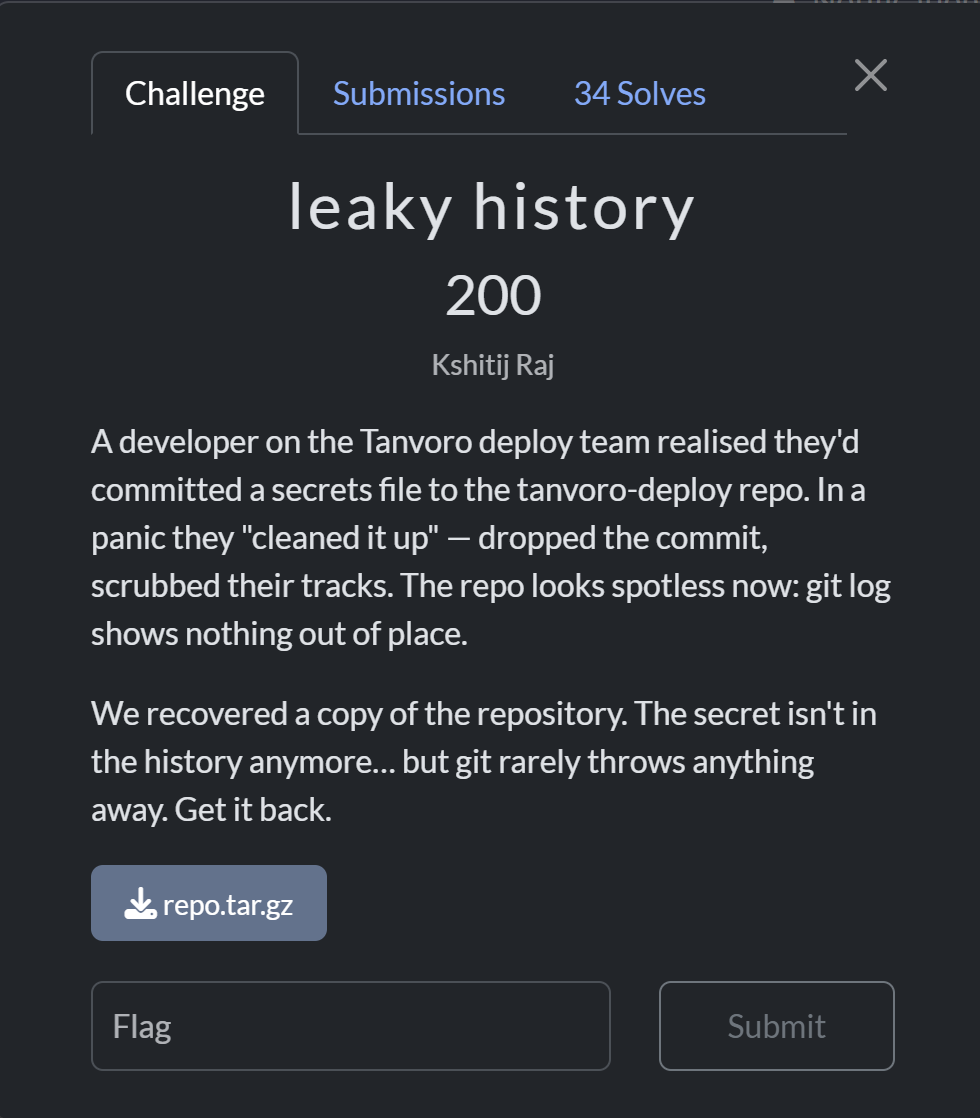 Challenge
Submissions
34 Solves
leaky history
200
Kshitij Raj
A developer on the Tanvoro deploy team realised they'd
committed a secrets file to the tanvoro-deploy repo. In a
panic they "cleaned it up" — dropped the commit,
scrubbed their tracks. The repo looks spotless now: git log
shows nothing out of place.
We recovered a copy of the repository. The secret isn't in
the history anymore... but git rarely throws anything
away. Get it back.
repo.tar.gz
Flag
Submit